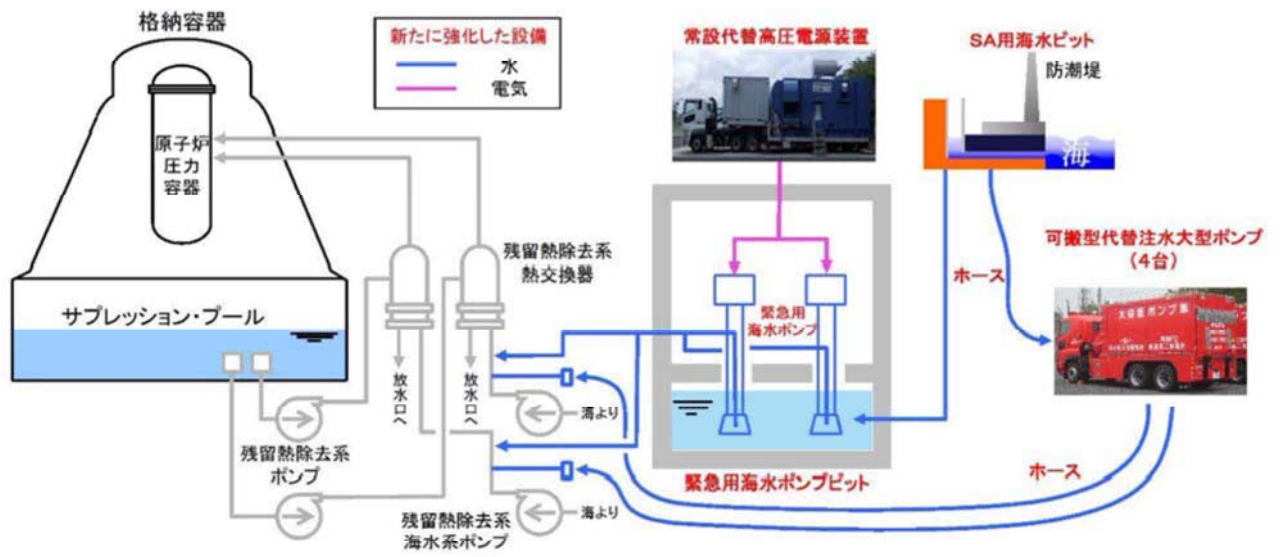 格納容器
原子炉
圧力
容器
サプレッション・プール
新たに強化した設備
水
電気
常設代替高圧電源装置
SA用海水ピット
防潮堤
海
可搬型代替注水大型ポンプ
(4台)
ホース
残留熱除去系
熱交換器
緊急用
海水ポンプ
放水口へ
放水口へ
海より
残留熱除去系
ポンプ
ホース
緊急用海水ポンプピット
残留熱除去系
海水系ポンプ
海より